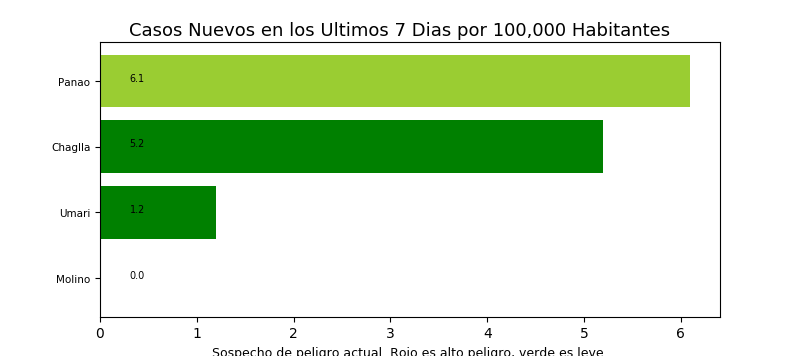 Casos Nuevos en los Ultimos 7 Dias por 100,000 Habitantes
Panao
6.1
Chaglla
5.2
Umari
1.2
Molino
0.0
0 1 2 3 4 5 6
Sospecho de peligro actual. Rojo es alto peligro, verde es leve